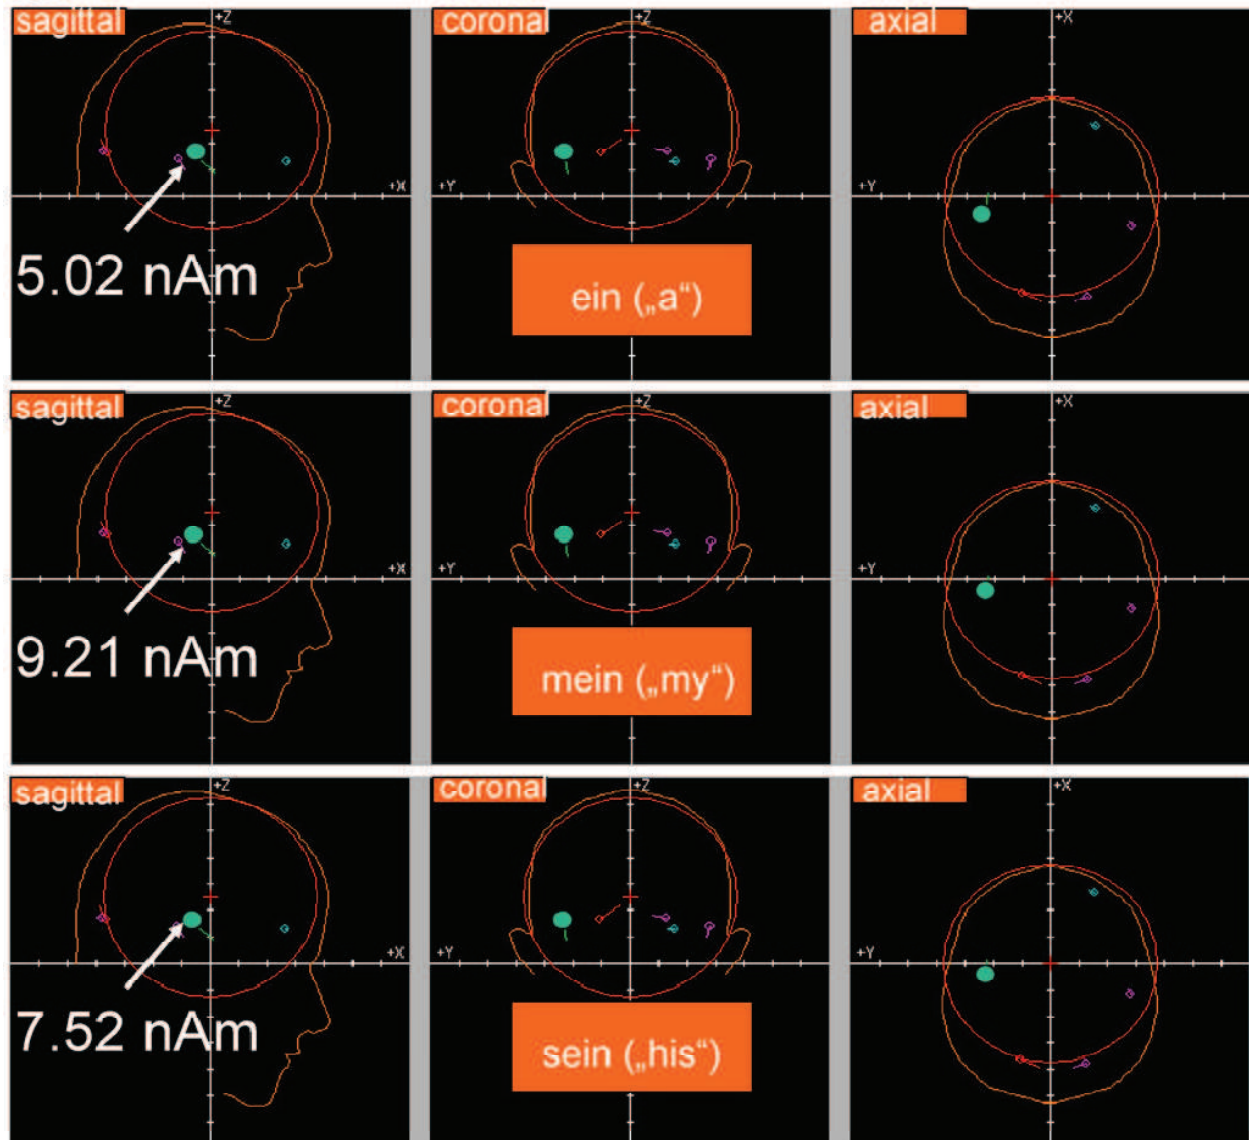 sagittal
coronal
axial
+Z
+Z
+X
+X
+Y
+Y
5.02 nAm
ein („a“)
sagittal
coronal
axial
+Z
+Z
+X
+X
+Y
+Y
9.21 nAm
mein („my“)
sagittal
coronal
axial
+Z
+Z
+X
+X
+Y
+Y
7.52 nAm
sein („his“)